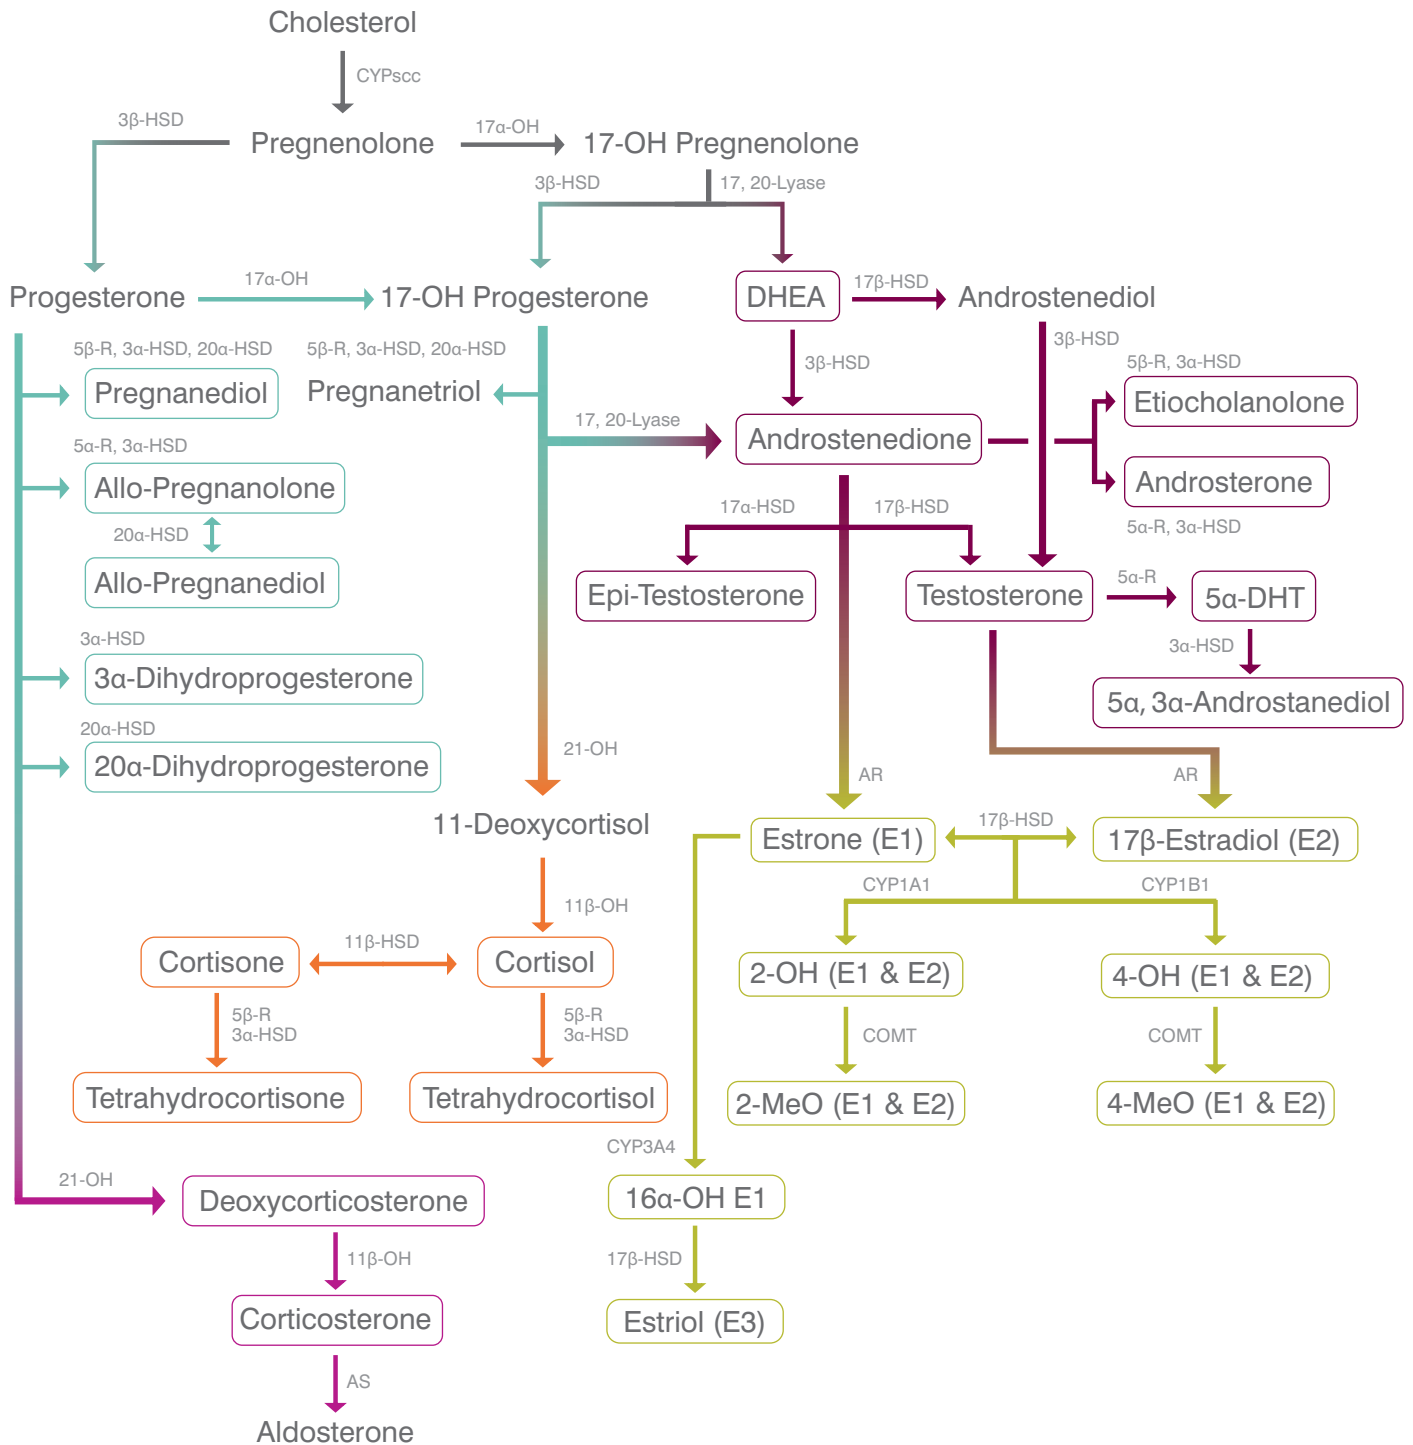 Cholesterol
CYPscc
3β-HSD
Pregnenolone
17α-OH
17-OH Pregnenolone
3β-HSD
17, 20-Lyase
Progesterone
17α-OH
17-OH Progesterone
DHEA
17β-HSD
Androstenediol
5β-R, 3α-HSD, 20α-HSD
Pregnanediol
5β-R, 3α-HSD, 20α-HSD
Pregnanetriol
3β-HSD
3β-HSD
5β-R, 3α-HSD
Etiocholanolone
17, 20-Lyase
Androstenedione
5α-R, 3α-HSD
Allo-Pregnanolone
Androsterone
5α-R, 3α-HSD
20α-HSD
Allo-Pregnanediol
17α-HSD
17β-HSD
Epi-Testosterone
Testosterone
5α-R
5α-DHT
3α-HSD
3α-Dihydroprogesterone
3α-HSD
5α, 3α-Androstanediol
20α-HSD
20α-Dihydroprogesterone
21-OH
AR
AR
11-Deoxycortisol
Estrone (E1)
17β-HSD
17β-Estradiol (E2)
11β-OH
CYP1A1
CYP1B1
Cortisone
11β-HSD
Cortisol
2-OH (E1 & E2)
4-OH (E1 & E2)
5β-R
3α-HSD
5β-R
3α-HSD
COMT
COMT
Tetrahydrocortisone
Tetrahydrocortisol
2-MeO (E1 & E2)
4-MeO (E1 & E2)
CYP3A4
21-OH
Deoxycorticosterone
16α-OH E1
11β-OH
17β-HSD
Corticosterone
Estriol (E3)
AS
Aldosterone